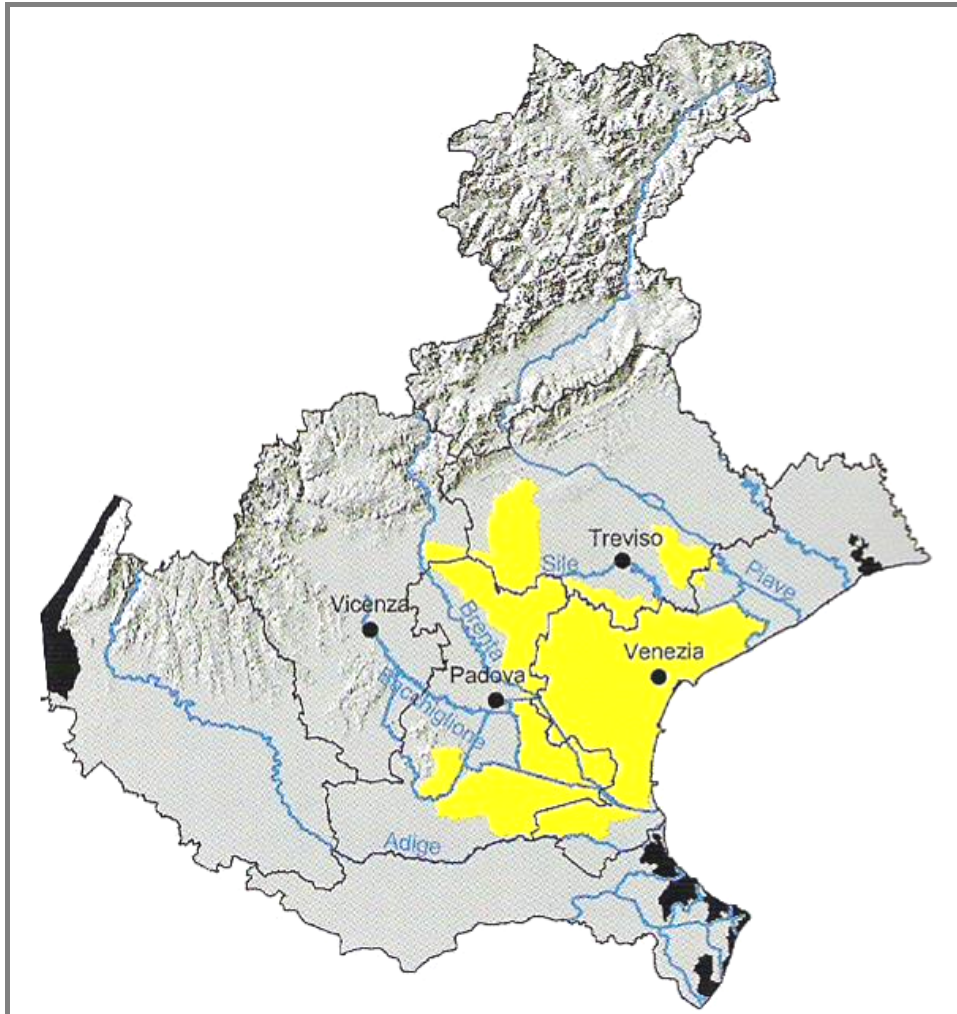 Treviso
Sile
Piave
Vicenza
Brenta
Venezia
Padova
Bacchiglione
Adige